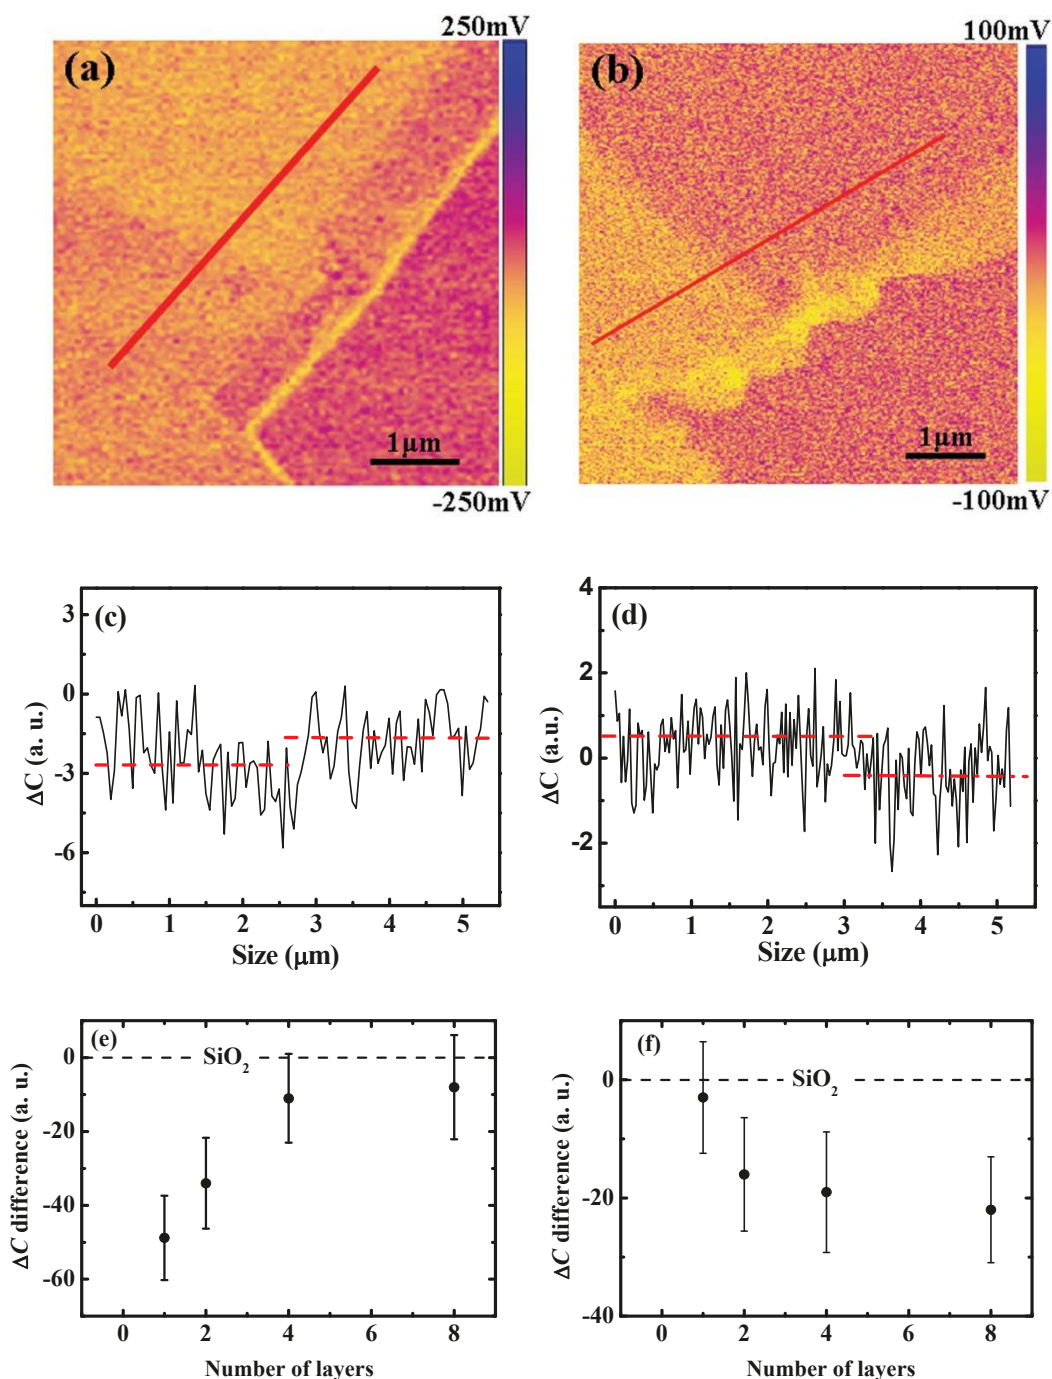 250mV
(a)
1μm
-250mV
100mV
(b)
1μm
-100mV
(c)
3
0
-3
-6
ΔC (a. u.)
0 1 2 3 4 5
Size (μm)
(d)
4
2
0
-2
ΔC (a.u.)
0 1 2 3 4 5
Size (μm)
(e)
SiO₂
0
-20
-40
-60
ΔC difference (a. u.)
0 2 4 6 8
Number of layers
(f)
SiO₂
0
-20
-40
ΔC difference (a. u.)
0 2 4 6 8
Number of layers